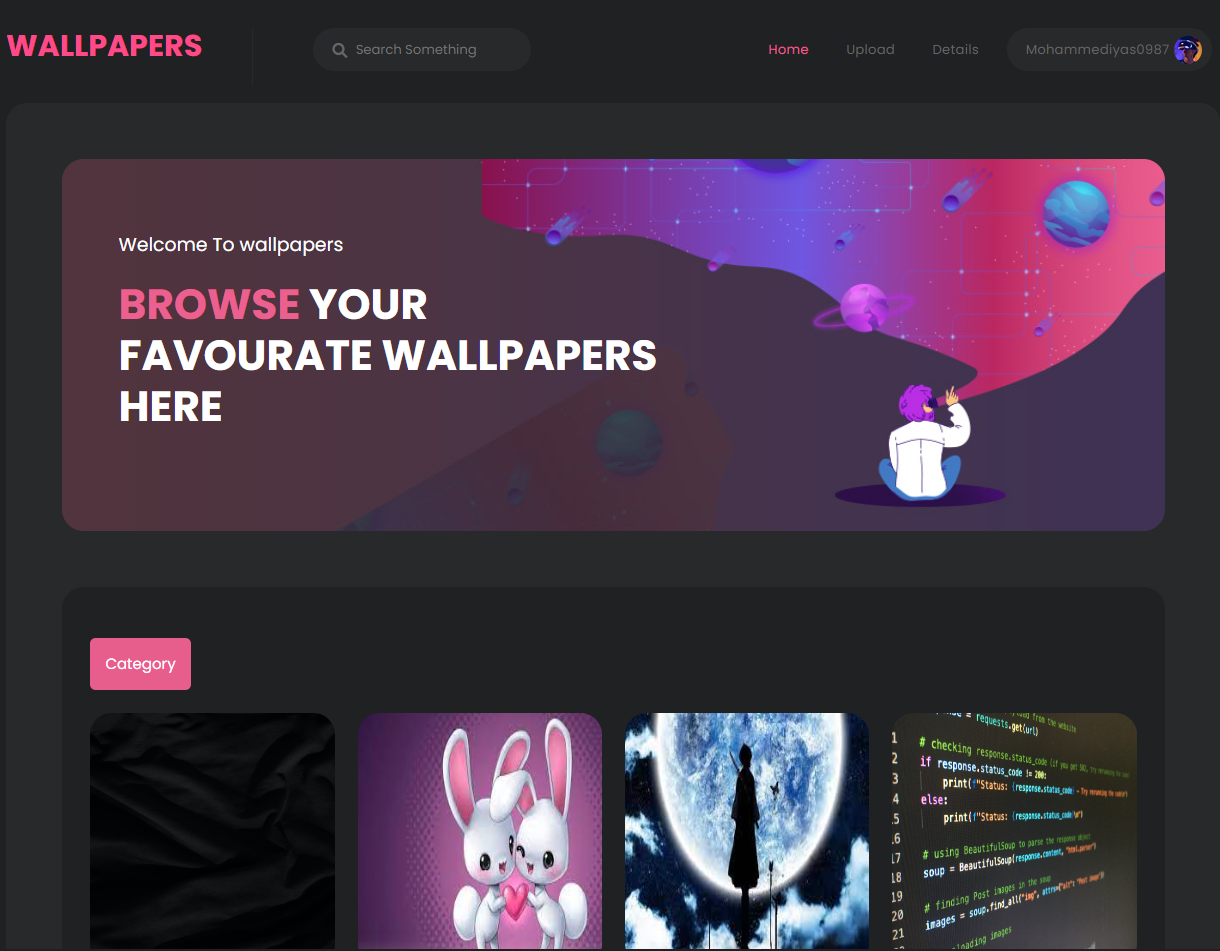 WALLPAPERS
Search Something
Home
Upload
Details
Mohammediyas0987
Welcome To wallpapers
BROWSE YOUR
FAVOURATE WALLPAPERS
HERE
Category
= requests.get(url)
1
# checking response.status_code (if you get 502, try rerunning the code)
2
if response.status_code != 200:
3
print(f"Status: {response.status_code} - Try rerunning the code\n")
4
else:
5
print(f"Status: {response.status_code}\n")
6
17
# using BeautifulSoup to parse the response object
18
soup = BeautifulSoup(response.content, "html.parser")
19
20
# finding Post images in the soup
21
images = soup.find_all("img", attrs={"alt": "Post image"})
images